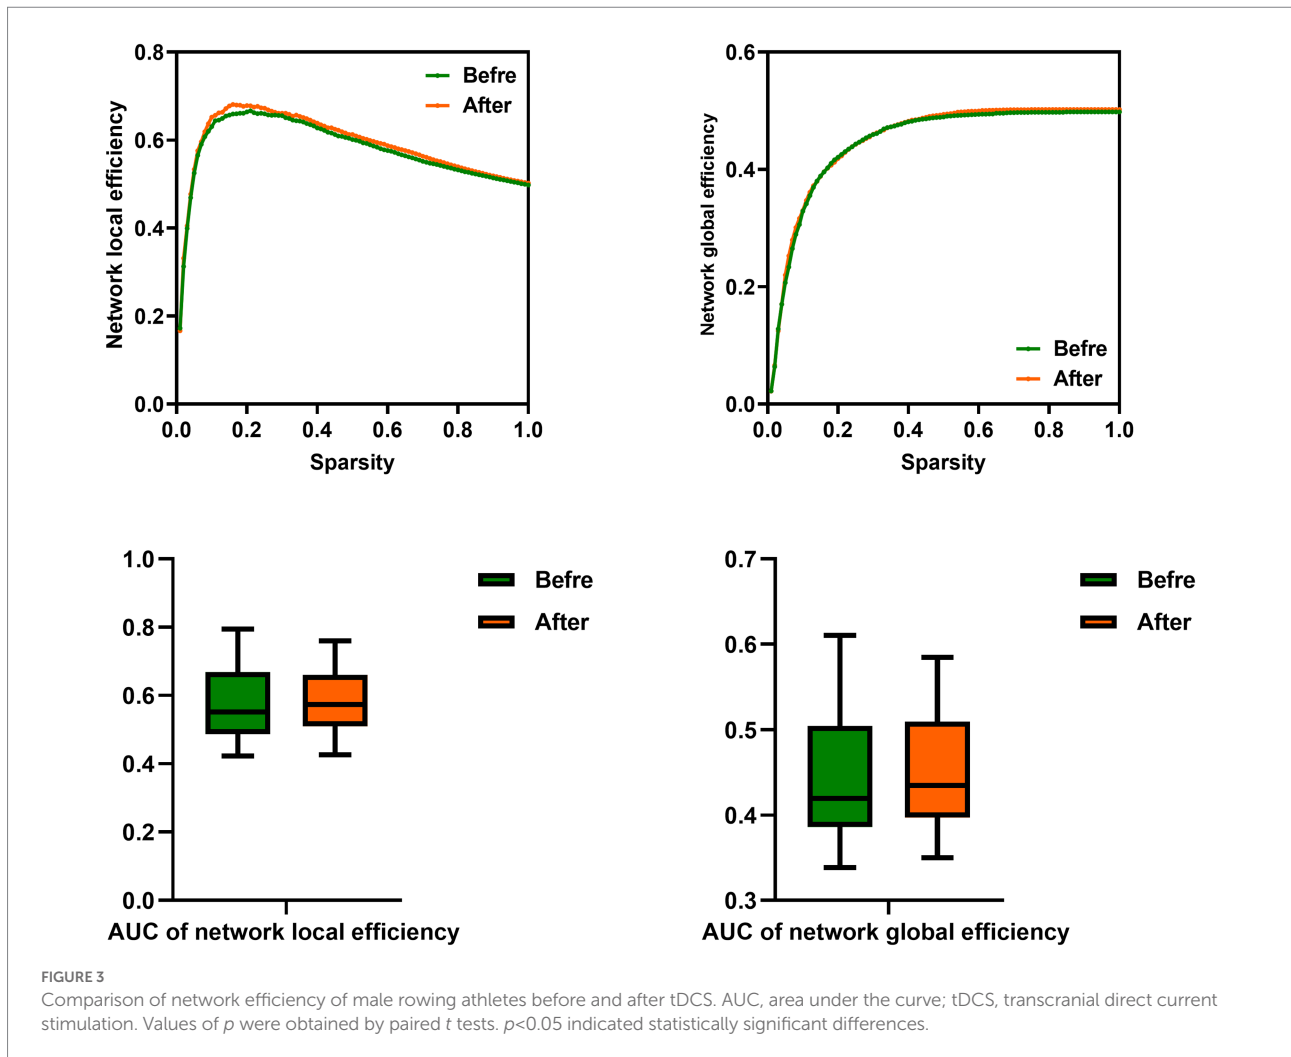 0.8
0.6
0.4
0.2
0.0
0.0 0.2 0.4 0.6 0.8 1.0
Network local efficiency
Sparsity
Befre
After
0.6
0.4
0.2
0.0
0.0 0.2 0.4 0.6 0.8 1.0
Network global efficiency
Sparsity
Befre
After
1.0
0.8
0.6
0.4
0.2
0.0
AUC of network local efficiency
Befre
After
0.7
0.6
0.5
0.4
0.3
AUC of network global efficiency
Befre
After
FIGURE 3
Comparison of network efficiency of male rowing athletes before and after tDCS. AUC, area under the curve; tDCS, transcranial direct current
stimulation. Values of p were obtained by paired t tests. p<0.05 indicated statistically significant differences.